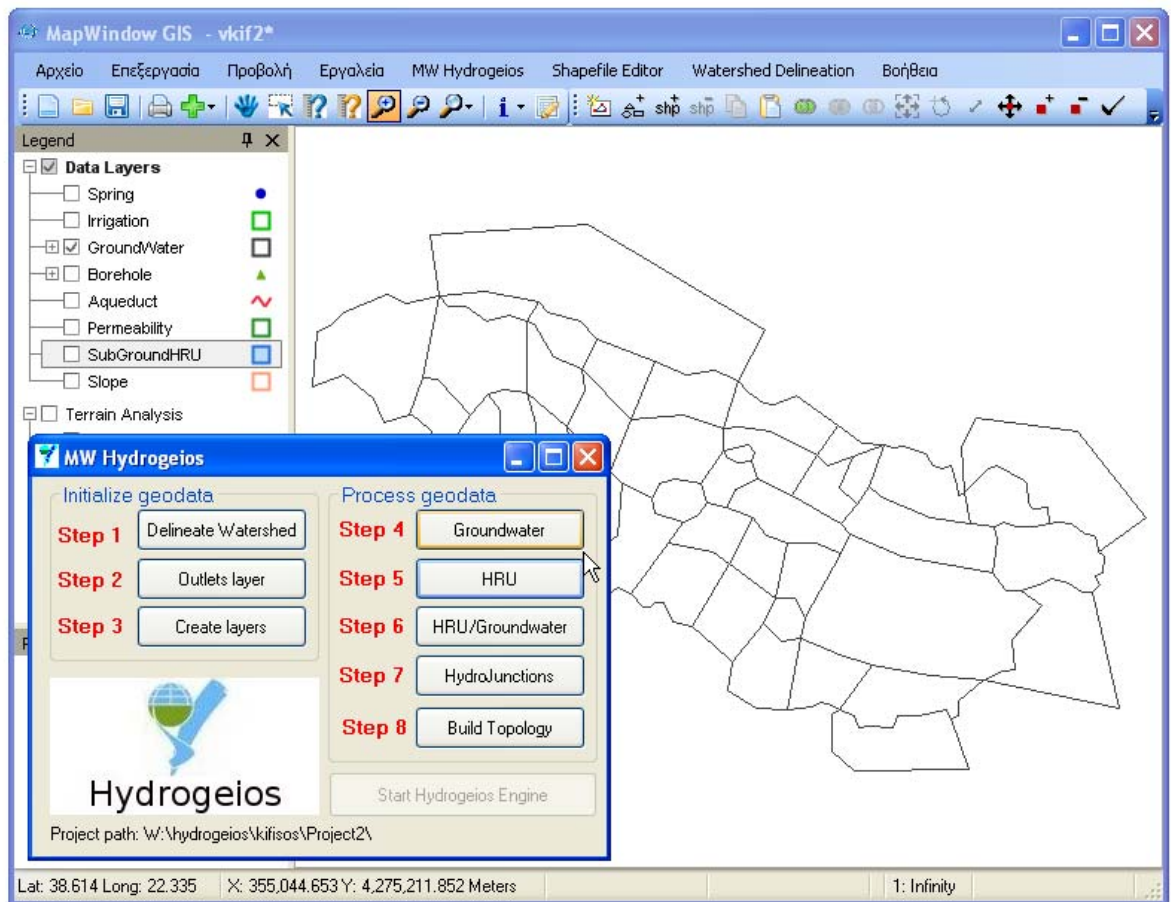 MapWindow GIS - vkif2*
Αρχείο Επεξεργασία Προβολή Εργαλεία MW Hydrogeios Shapefile Editor Watershed Delineation Βοήθεια
shp shp
Legend
Data Layers
Spring
Irrigation
GroundWater
Borehole
Aqueduct
Permeability
SubGroundHRU
Slope
Terrain Analysis
MW Hydrogeios
Initialize geodata
Step 1 Delineate Watershed
Step 2 Outlets layer
Step 3 Create layers
Process geodata
Step 4 Groundwater
Step 5 HRU
Step 6 HRU/Groundwater
Step 7 HydroJunctions
Step 8 Build Topology
Hydrogeios
Start Hydrogeios Engine
Project path: W:\hydrogeios\kifisos\Project2\
Lat: 38.614 Long: 22.335 X: 355,044.653 Y: 4,275,211.852 Meters 1: Infinity